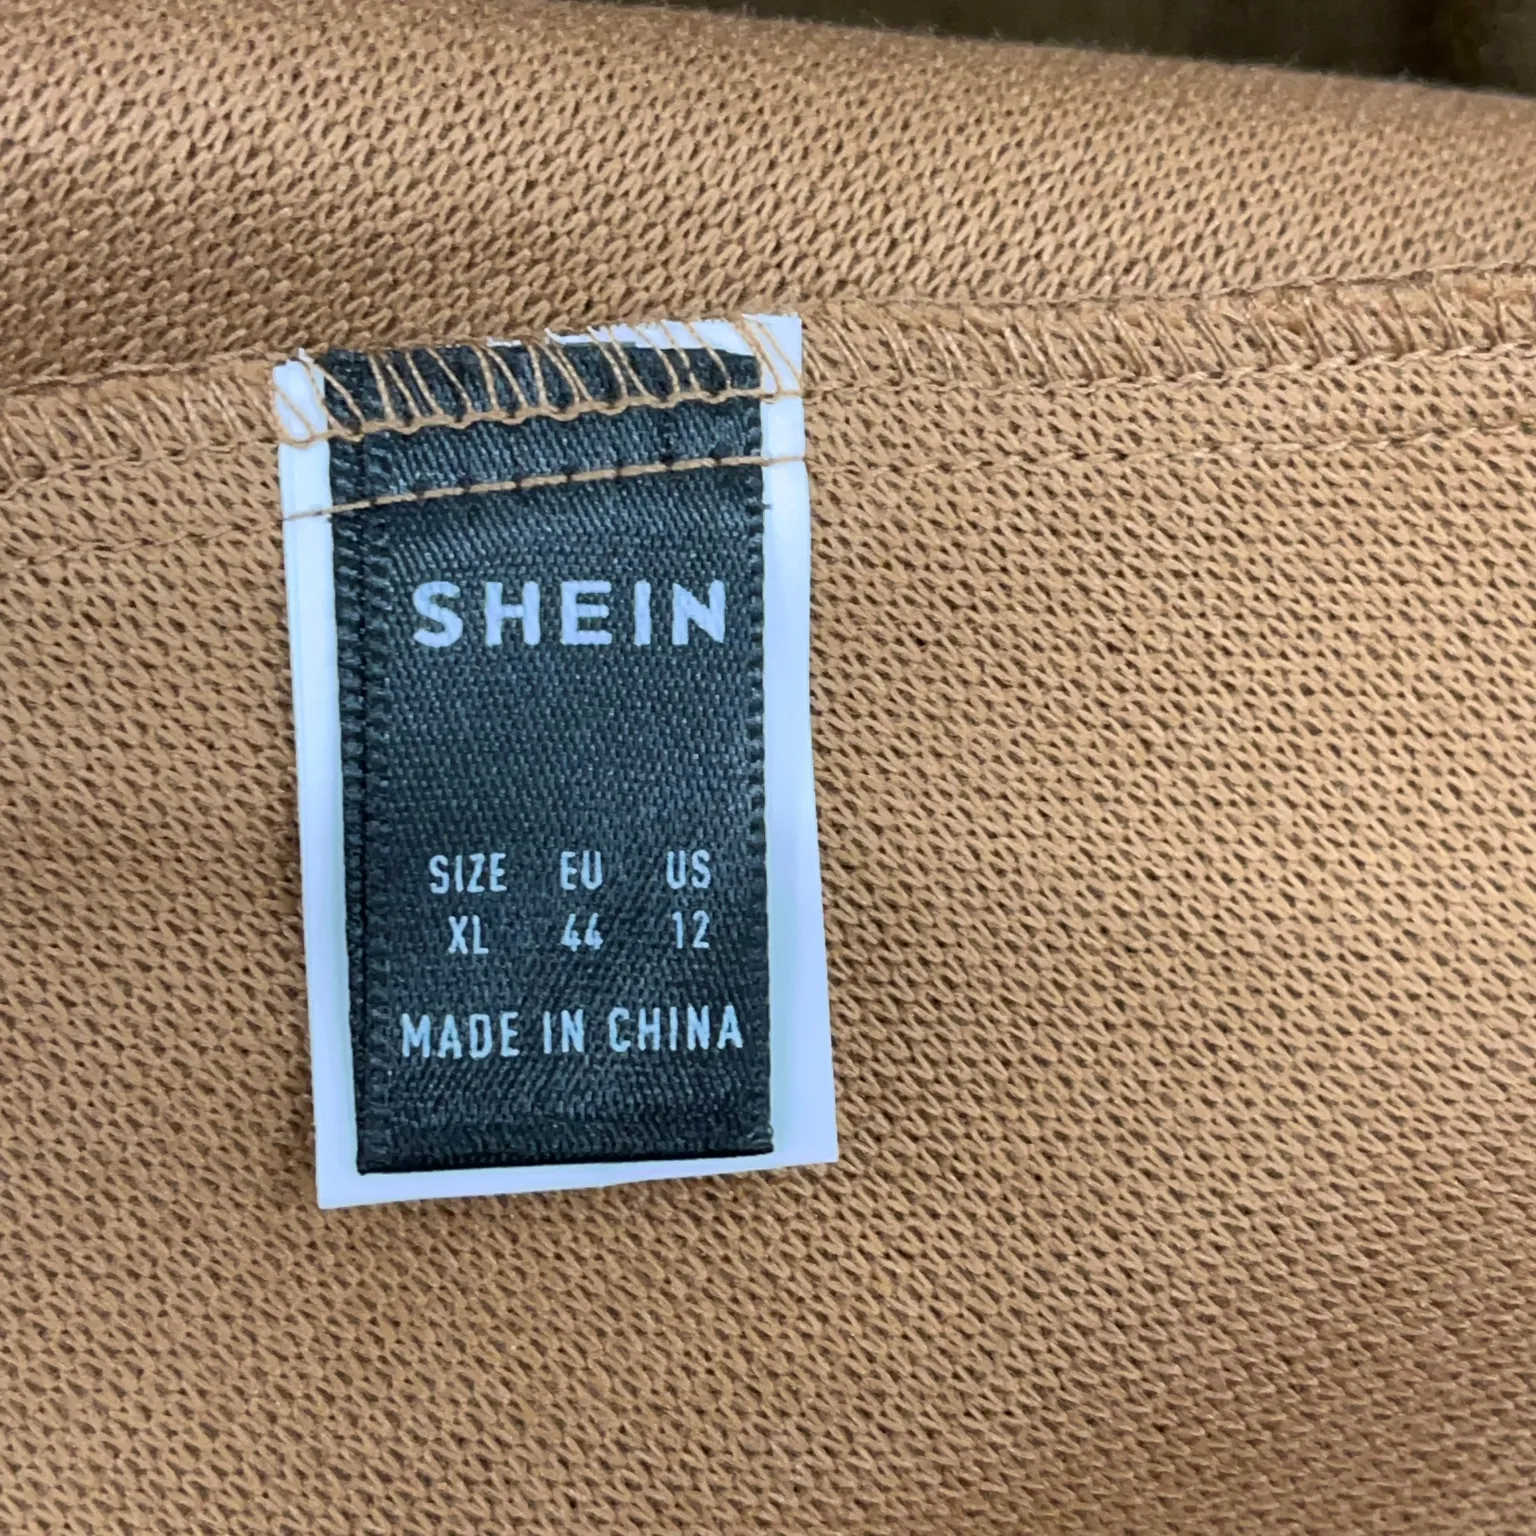 SHEIN
SIZE EU US
XL 44 12
MADE IN CHINA